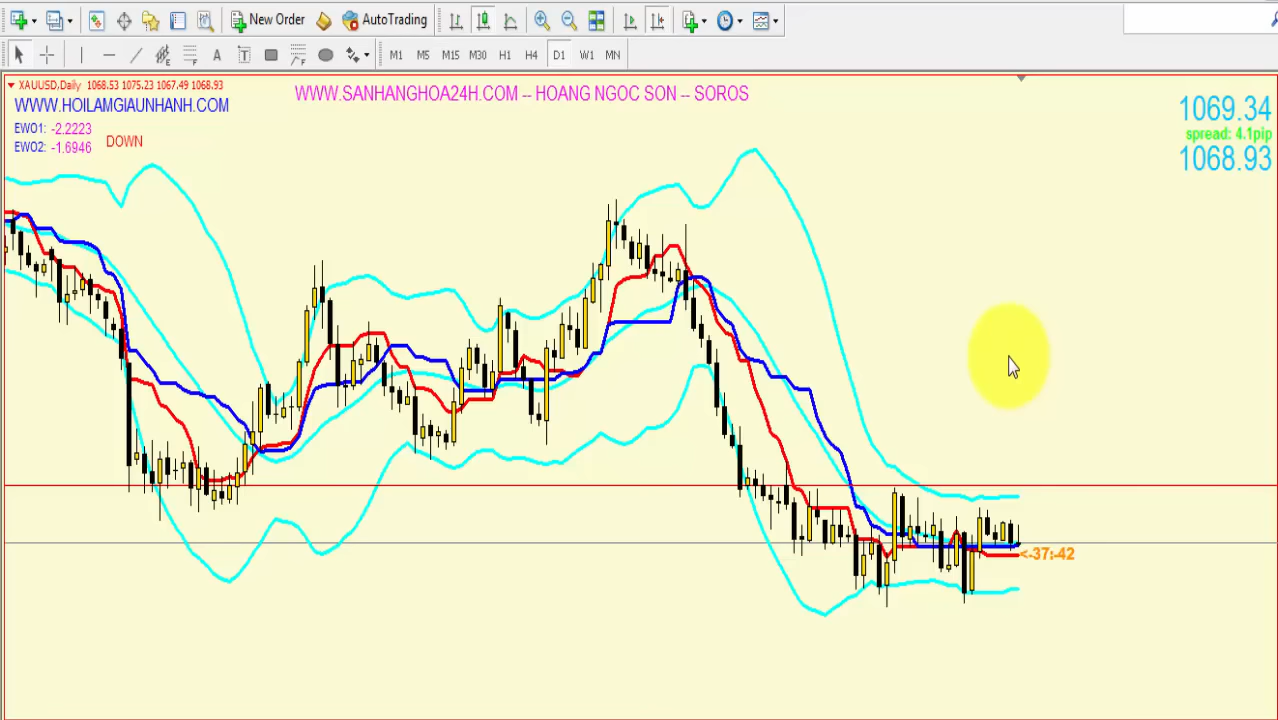 New Order AutoTrading
A T
M1 M5 M15 M30 H1 H4 D1 W1 MN
XAUUSD,Daily 1068.53 1075.23 1067.49 1068.93
WWW.SANHANGHOA24H.COM -- HOANG NGOC SON -- SOROS
WWW.HOILAMGIAUNHANH.COM
EWO1: -2.2223
EWO2: -1.6946
DOWN
1069.34
spread: 4.1pip
1068.93
<-37:-42